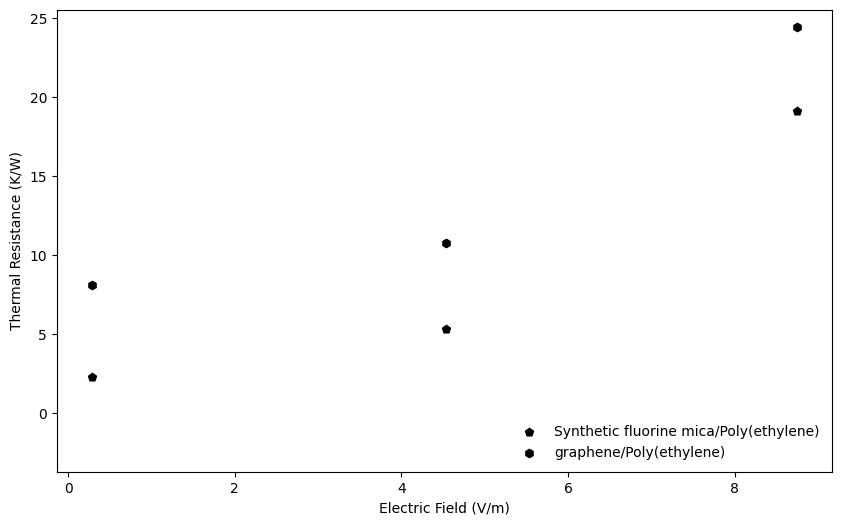 25
20
15
10
5
0
Thermal Resistance (K/W)
Synthetic fluorine mica/Poly(ethylene)
graphene/Poly(ethylene)
0 2 4 6 8
Electric Field (V/m)